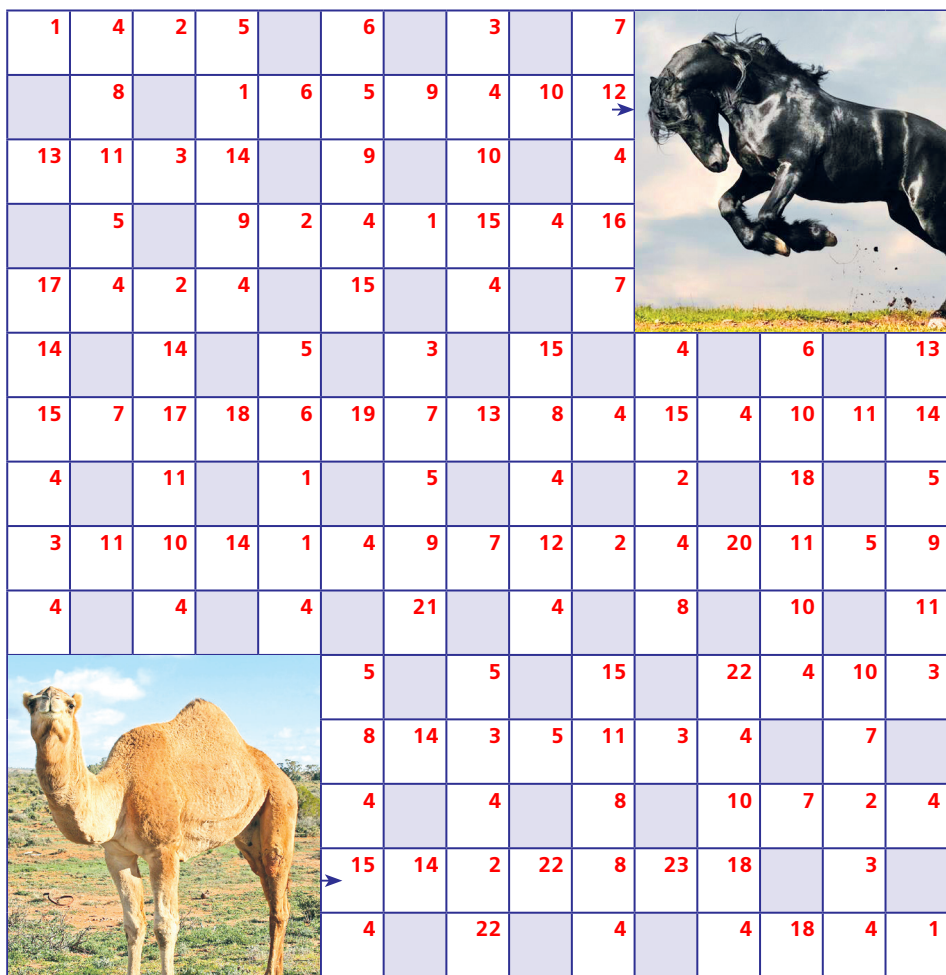 1 4 2 5 6 3 7
8 1 6 5 9 4 10 12
13 11 3 14 9 10 4
5 9 2 4 1 15 4 16
17 4 2 4 15 4 7
14 14 5 3 15 4 6 13
15 7 17 18 6 19 7 13 8 4 15 4 10 11 14
4 11 1 5 4 2 18 5
3 11 10 14 1 4 9 7 12 2 4 20 11 5 9
4 4 4 21 4 8 10 11
5 5 15 22 4 10 3
8 14 3 5 11 3 4 7
4 4 8 10 7 2 4
15 14 2 22 8 23 18 3
4 22 4 4 18 4 1